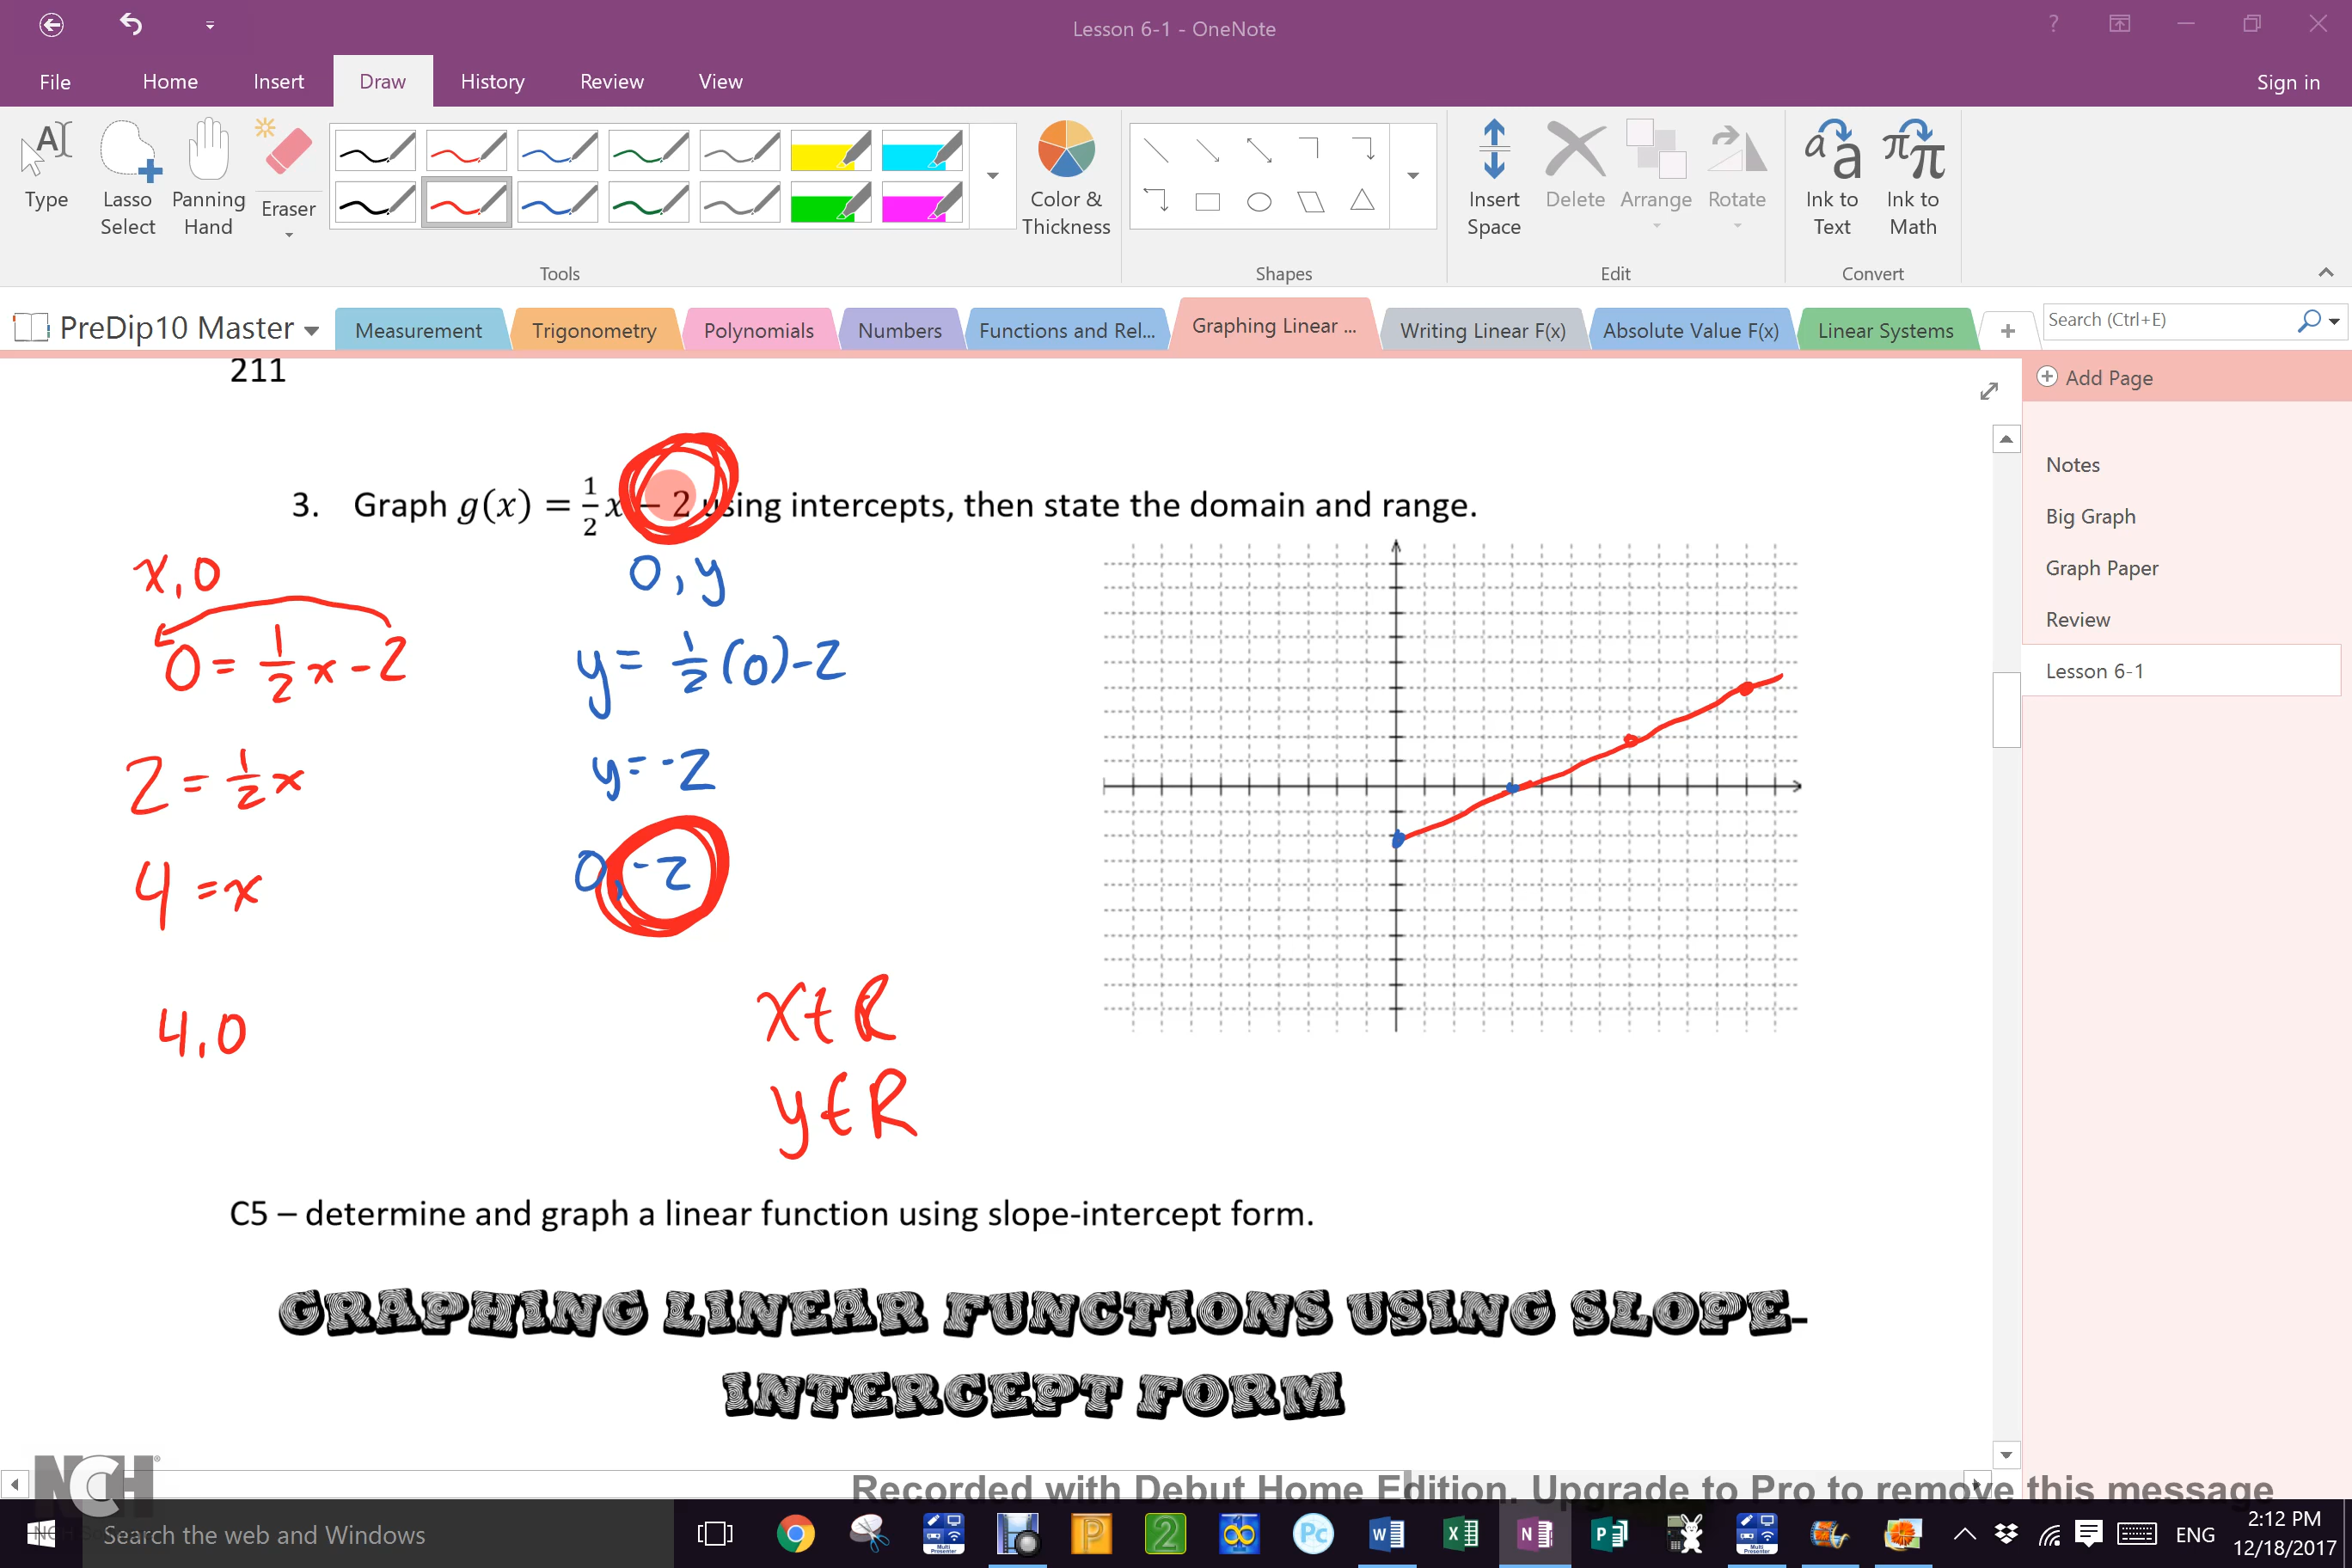 Lesson 6-1 - OneNote
File Home Insert Draw History Review View Sign in
Type Lasso Select Panning Hand Eraser Color & Thickness Insert Space Delete Arrange Rotate Ink to Text Ink to Math
Tools Shapes Edit Convert
PreDip10 Master Measurement Trigonometry Polynomials Numbers Functions and Rel... Graphing Linear ... Writing Linear F(x) Absolute Value F(x) Linear Systems + Search (Ctrl+E)
Add Page
Notes
Big Graph
Graph Paper
Review
Lesson 6-1
211
3. Graph g(x) = 1/2 x − 2 using intercepts, then state the domain and range.
x,0
0 = 1/2 x - 2
2 = 1/2 x
4 = x
4,0
0,y
y = 1/2 (0) - 2
y = -2
0, -2
x ∈ R
y ∈ R
C5 – determine and graph a linear function using slope-intercept form.
GRAPHING LINEAR FUNCTIONS USING SLOPE-
INTERCEPT FORM
NCH
Recorded with Debut Home Edition. Upgrade to Pro to remove this message
Search the web and Windows
ENG
2:12 PM
12/18/2017